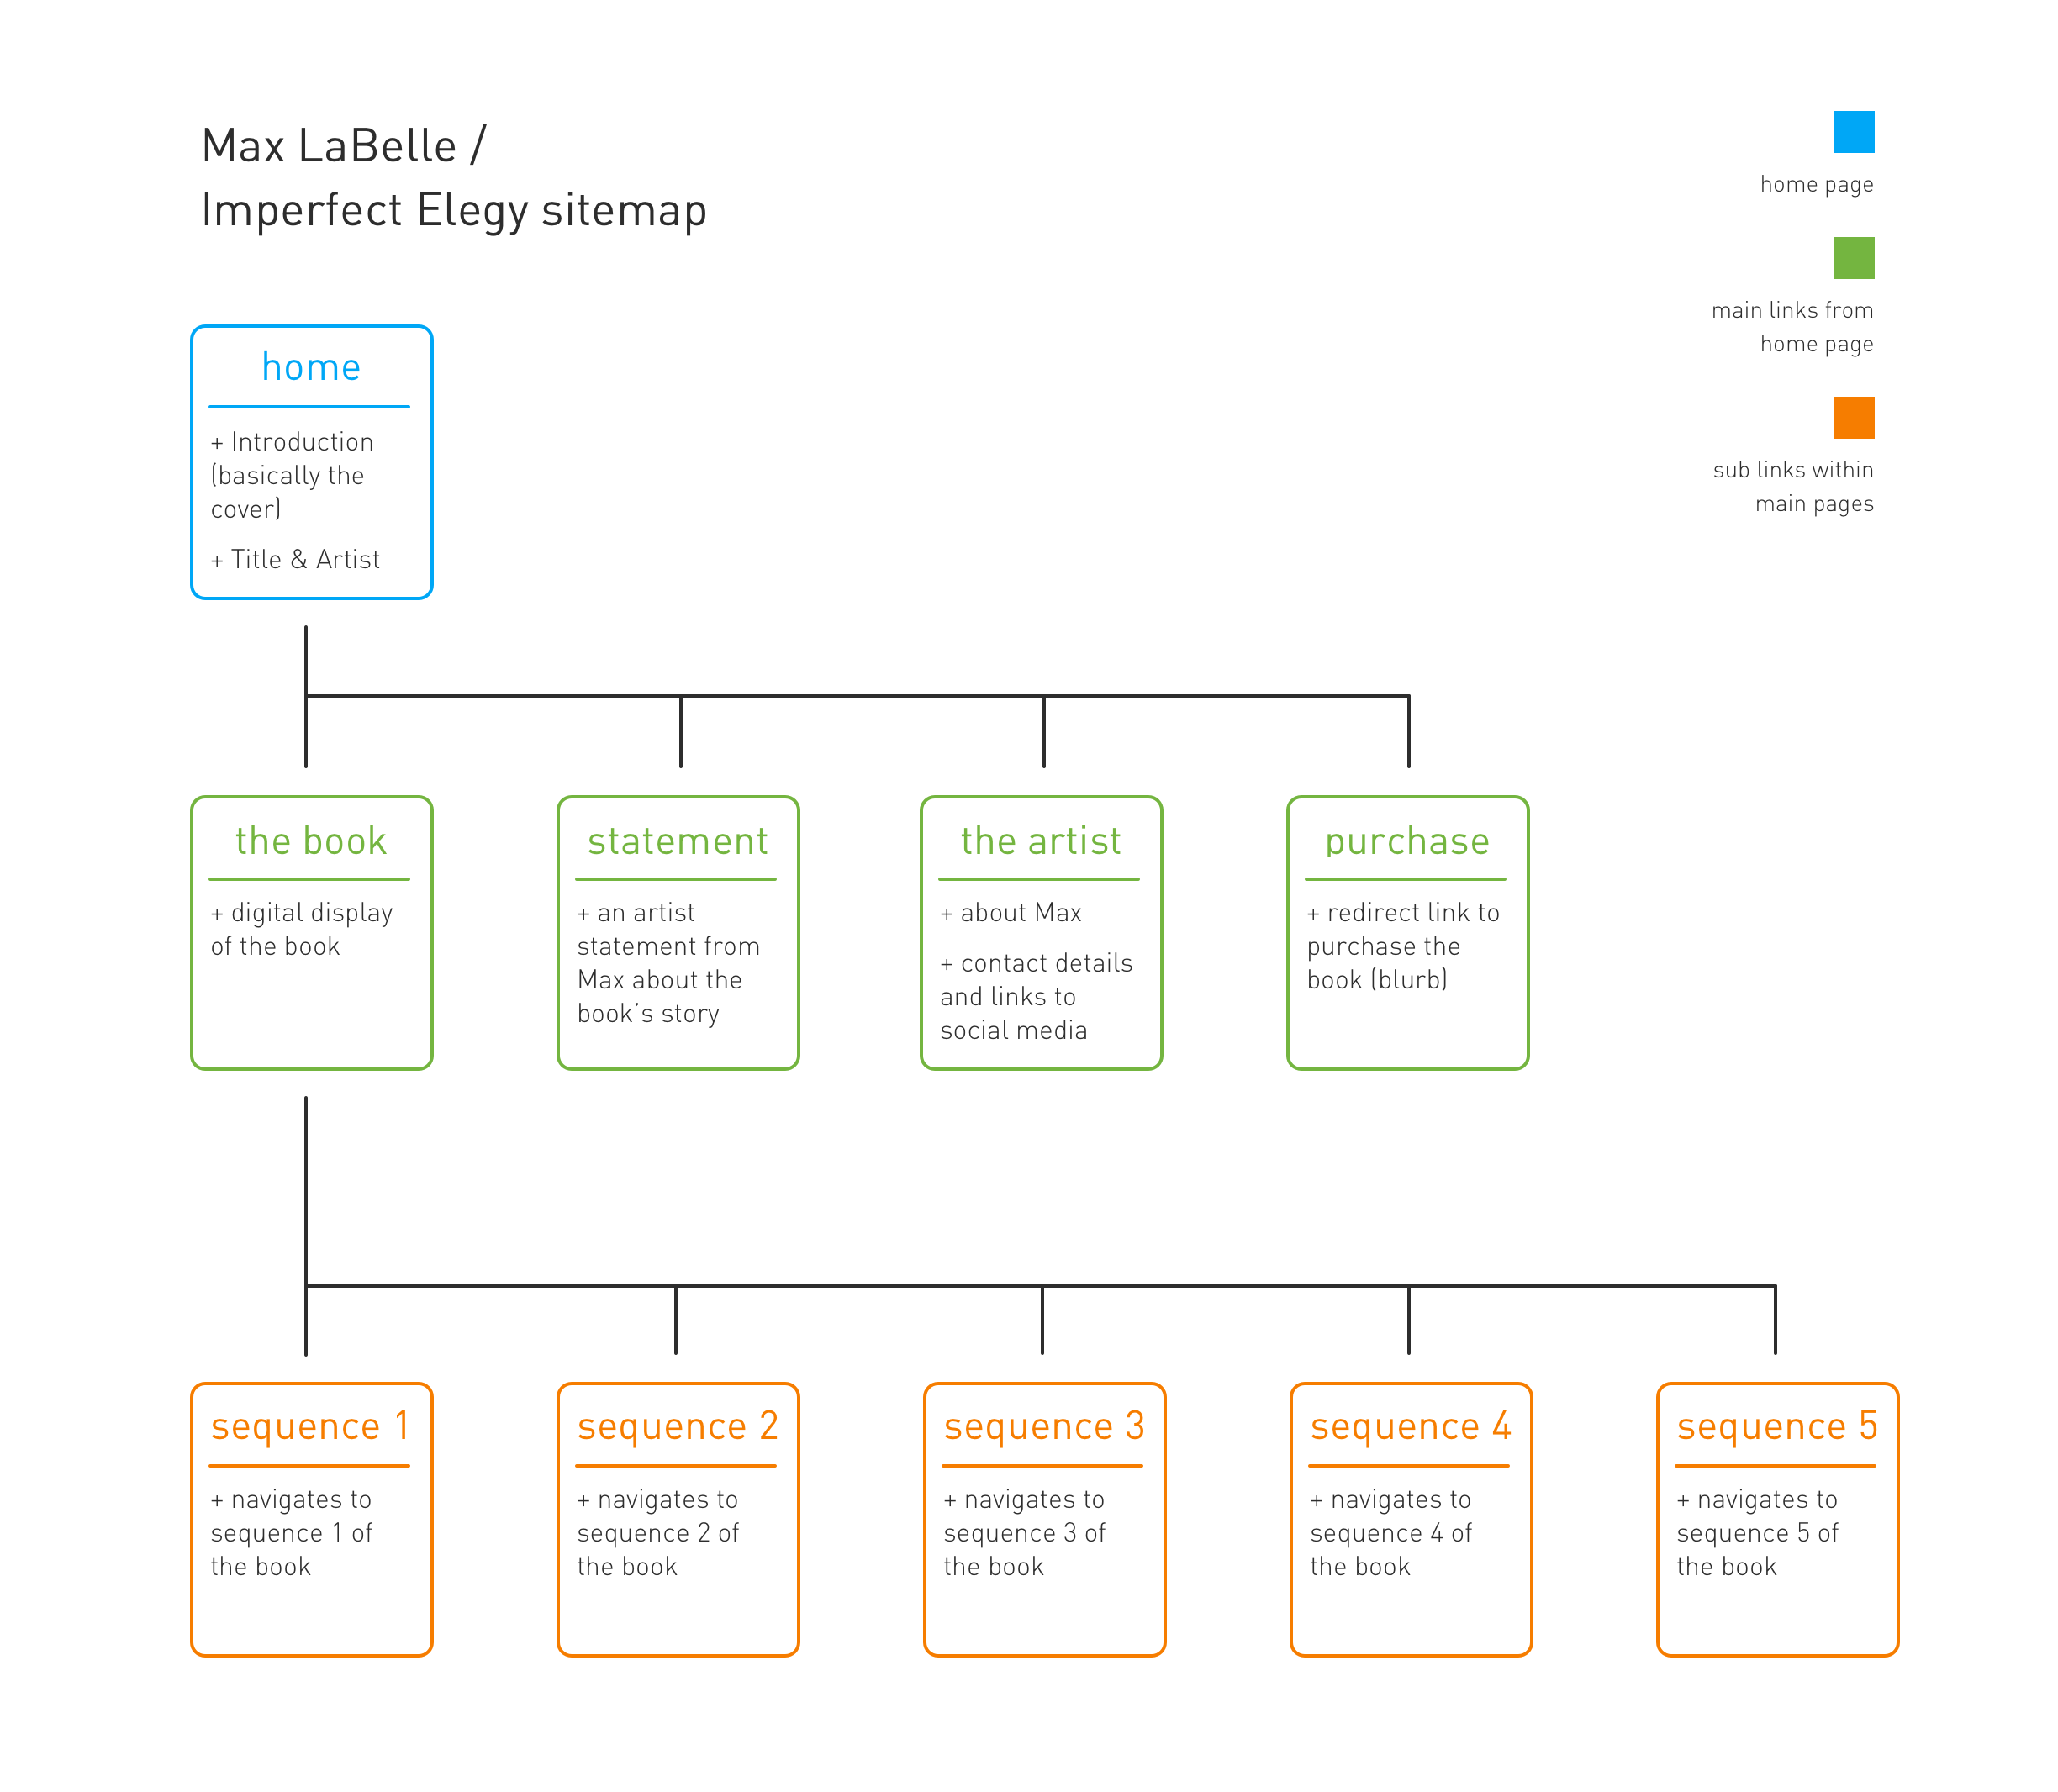 Max LaBelle /
Imperfect Elegy sitemap
home page
main links from
home page
sub links within
main pages
home
+ Introduction
(basically the
cover)
+ Title & Artist
the book
+ digital display
of the book
statement
+ an artist
statement from
Max about the
book’s story
the artist
+ about Max
+ contact details
and links to
social media
purchase
+ redirect link to
purchase the
book (blurb)
sequence 1
+ navigates to
sequence 1 of
the book
sequence 2
+ navigates to
sequence 2 of
the book
sequence 3
+ navigates to
sequence 3 of
the book
sequence 4
+ navigates to
sequence 4 of
the book
sequence 5
+ navigates to
sequence 5 of
the book